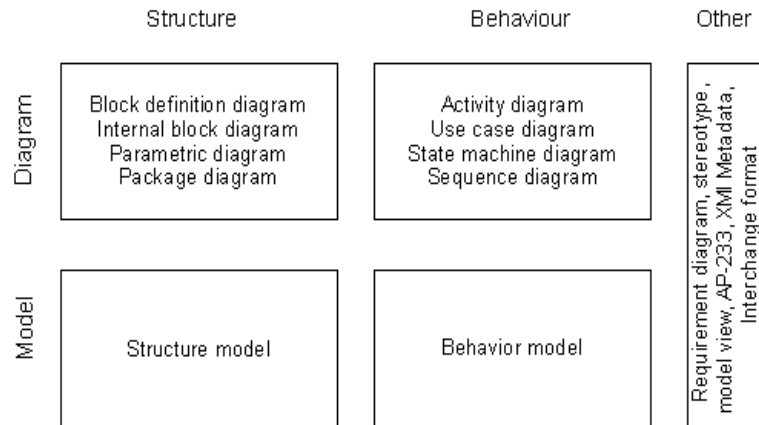 Structure
Behaviour
Other
Diagram
Block definition diagram
Internal block diagram
Parametric diagram
Package diagram
Activity diagram
Use case diagram
State machine diagram
Sequence diagram
Requirement diagram, stereotype ,
model view, AP-233, XMI Metadata,
Interchange format
Model
Structure model
Behavior model